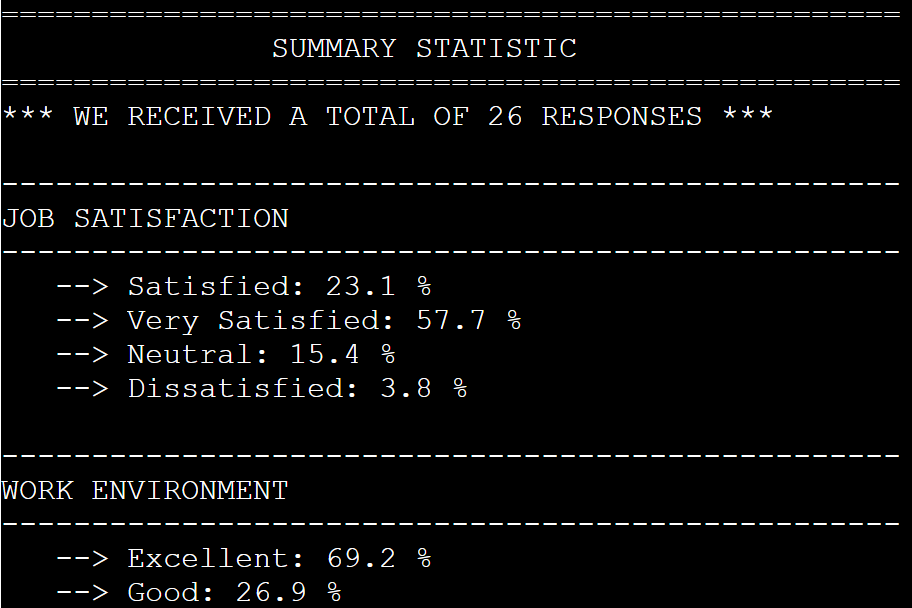 ==================================================
SUMMARY STATISTIC
==================================================
*** WE RECEIVED A TOTAL OF 26 RESPONSES ***
--------------------------------------------------
JOB SATISFACTION
--------------------------------------------------
--> Satisfied: 23.1 %
--> Very Satisfied: 57.7 %
--> Neutral: 15.4 %
--> Dissatisfied: 3.8 %
--------------------------------------------------
WORK ENVIRONMENT
--------------------------------------------------
--> Excellent: 69.2 %
--> Good: 26.9 %